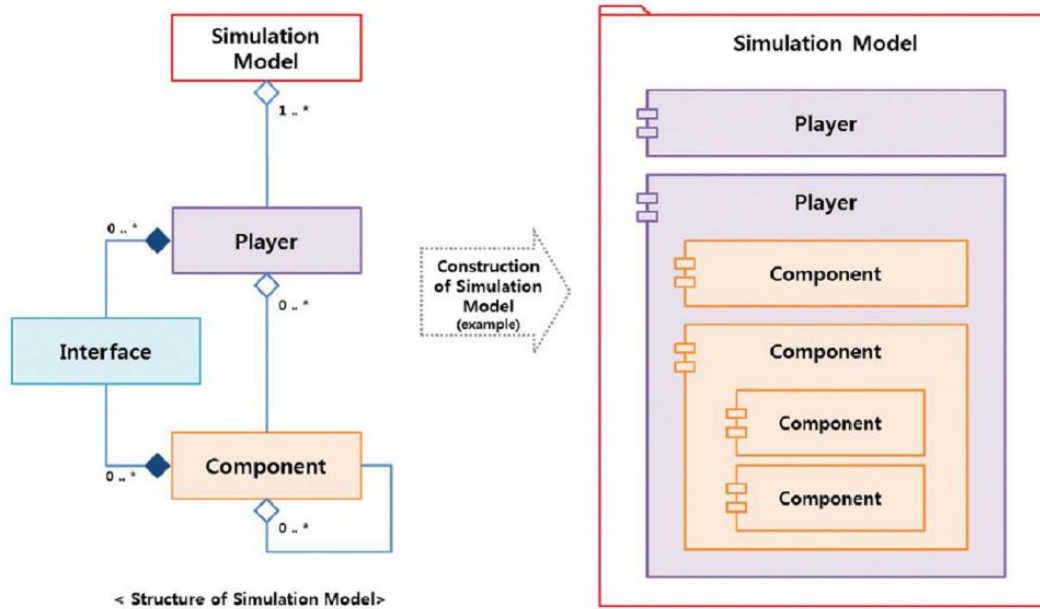 Simulation
Model
1 .. *
0 .. *
Player
0 .. *
Interface
Component
0 .. *
0 .. *
< Structure of Simulation Model>
Construction
of Simulation
Model
(example)
Simulation Model
Player
Player
Component
Component
Component
Component